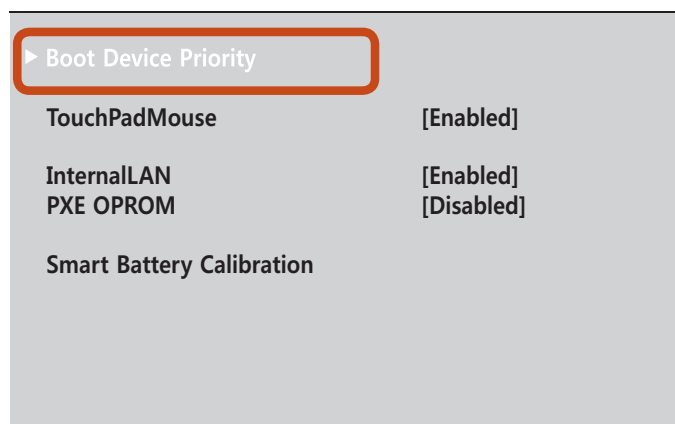 ▶ Boot Device Priority
TouchPadMouse [Enabled]
InternalLAN [Enabled]
PXE OPROM [Disabled]
Smart Battery Calibration